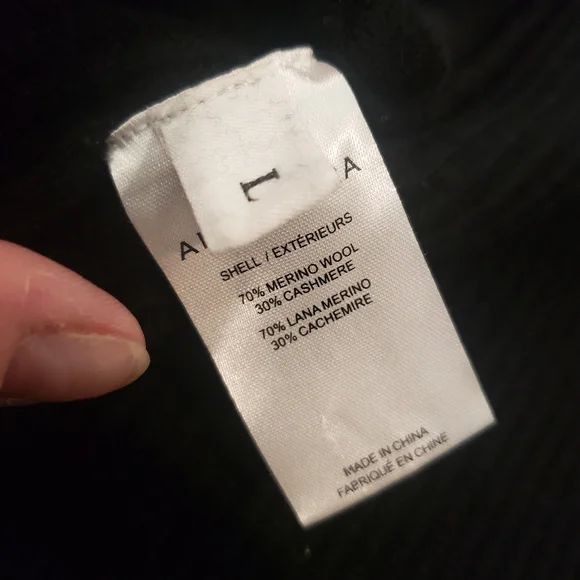 L
A A
SHELL / EXTÉRIEURS
70% MERINO WOOL
30% CASHMERE
70% LANA MERINO
30% CACHEMIRE
MADE IN CHINA
FABRIQUÉ EN CHINE